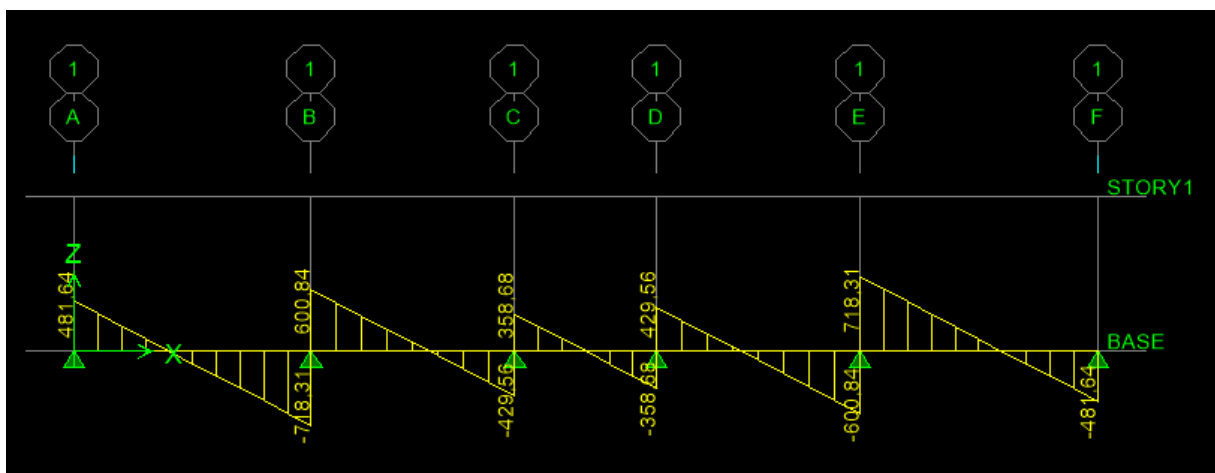 1 1 1 1 1 1
A B C D E F
STORY1
Z
481.64 600.84 358.68 429.56 718.31
X
BASE
-718.31 -429.56 -358.68 -600.84 -481.64